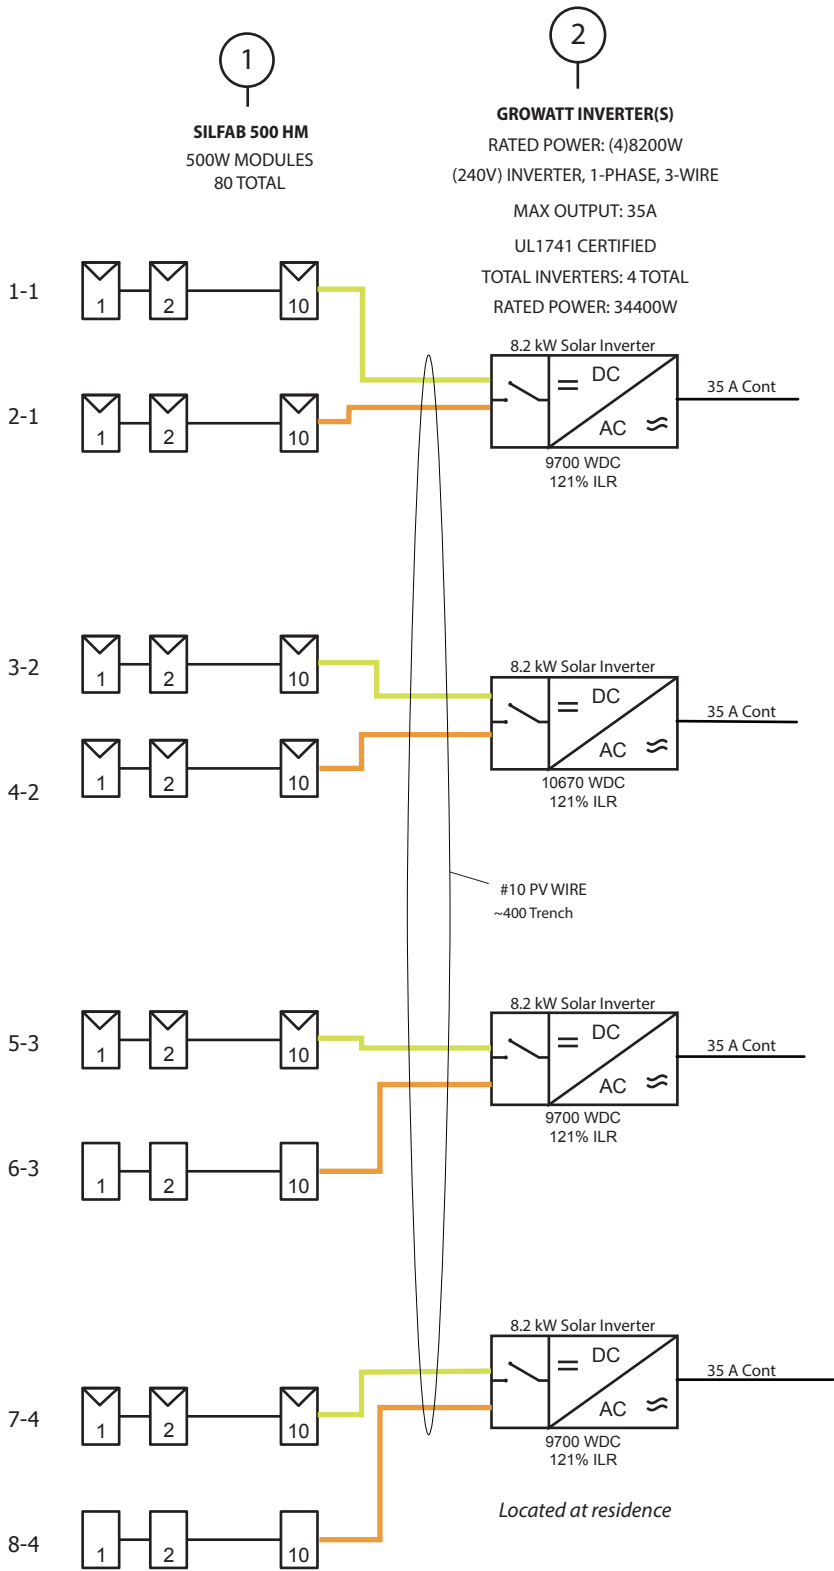 1
SILFAB 500 HM
500W MODULES
80 TOTAL
2
GROWATT INVERTER(S)
RATED POWER: (4)8200W
(240V) INVERTER, 1-PHASE, 3-WIRE
MAX OUTPUT: 35A
UL1741 CERTIFIED
TOTAL INVERTERS: 4 TOTAL
RATED POWER: 34400W
1-1
1 2 10
8.2 kW Solar Inverter
DC
AC
35 A Cont
9700 WDC
121% ILR
2-1
1 2 10
3-2
1 2 10
8.2 kW Solar Inverter
DC
AC
35 A Cont
10670 WDC
121% ILR
4-2
1 2 10
#10 PV WIRE
~400 Trench
5-3
1 2 10
8.2 kW Solar Inverter
DC
AC
35 A Cont
9700 WDC
121% ILR
6-3
1 2 10
8.2 kW Solar Inverter
DC
AC
35 A Cont
9700 WDC
121% ILR
7-4
1 2 10
Located at residence
8-4
1 2 10